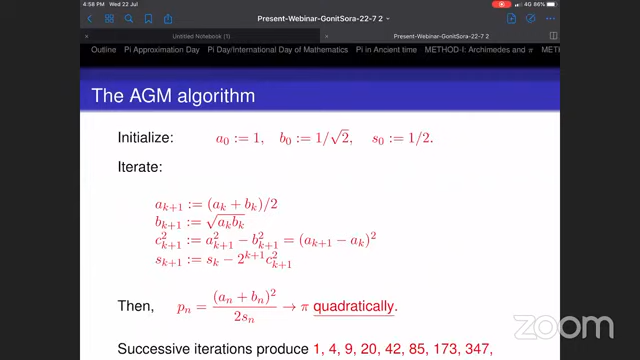 4:58 PM Wed 22 Jul
4G 86%
Present-Webinar-GonitSora-22-7 2
Untitled Notebook (1)
Present-Webinar-GonitSora-22-7 2
Outline Pi Approximation Day Pi Day/International Day of Mathematics Pi in Ancient time METHOD-I: Archimedes and π METH
The AGM algorithm
Initialize: a₀ := 1, b₀ := 1/√2, s₀ := 1/2.
Iterate:
aₖ₊₁ := (aₖ + bₖ)/2
bₖ₊₁ := √(aₖbₖ)
c²ₖ₊₁ := a²ₖ₊₁ − b²ₖ₊₁ = (aₖ₊₁ − aₖ)²
sₖ₊₁ := sₖ − 2ᵏ⁺¹c²ₖ₊₁
Then, pₙ = (aₙ + bₙ)² / 2sₙ → π quadratically.
Successive iterations produce 1, 4, 9, 20, 42, 85, 173, 347,
zoom